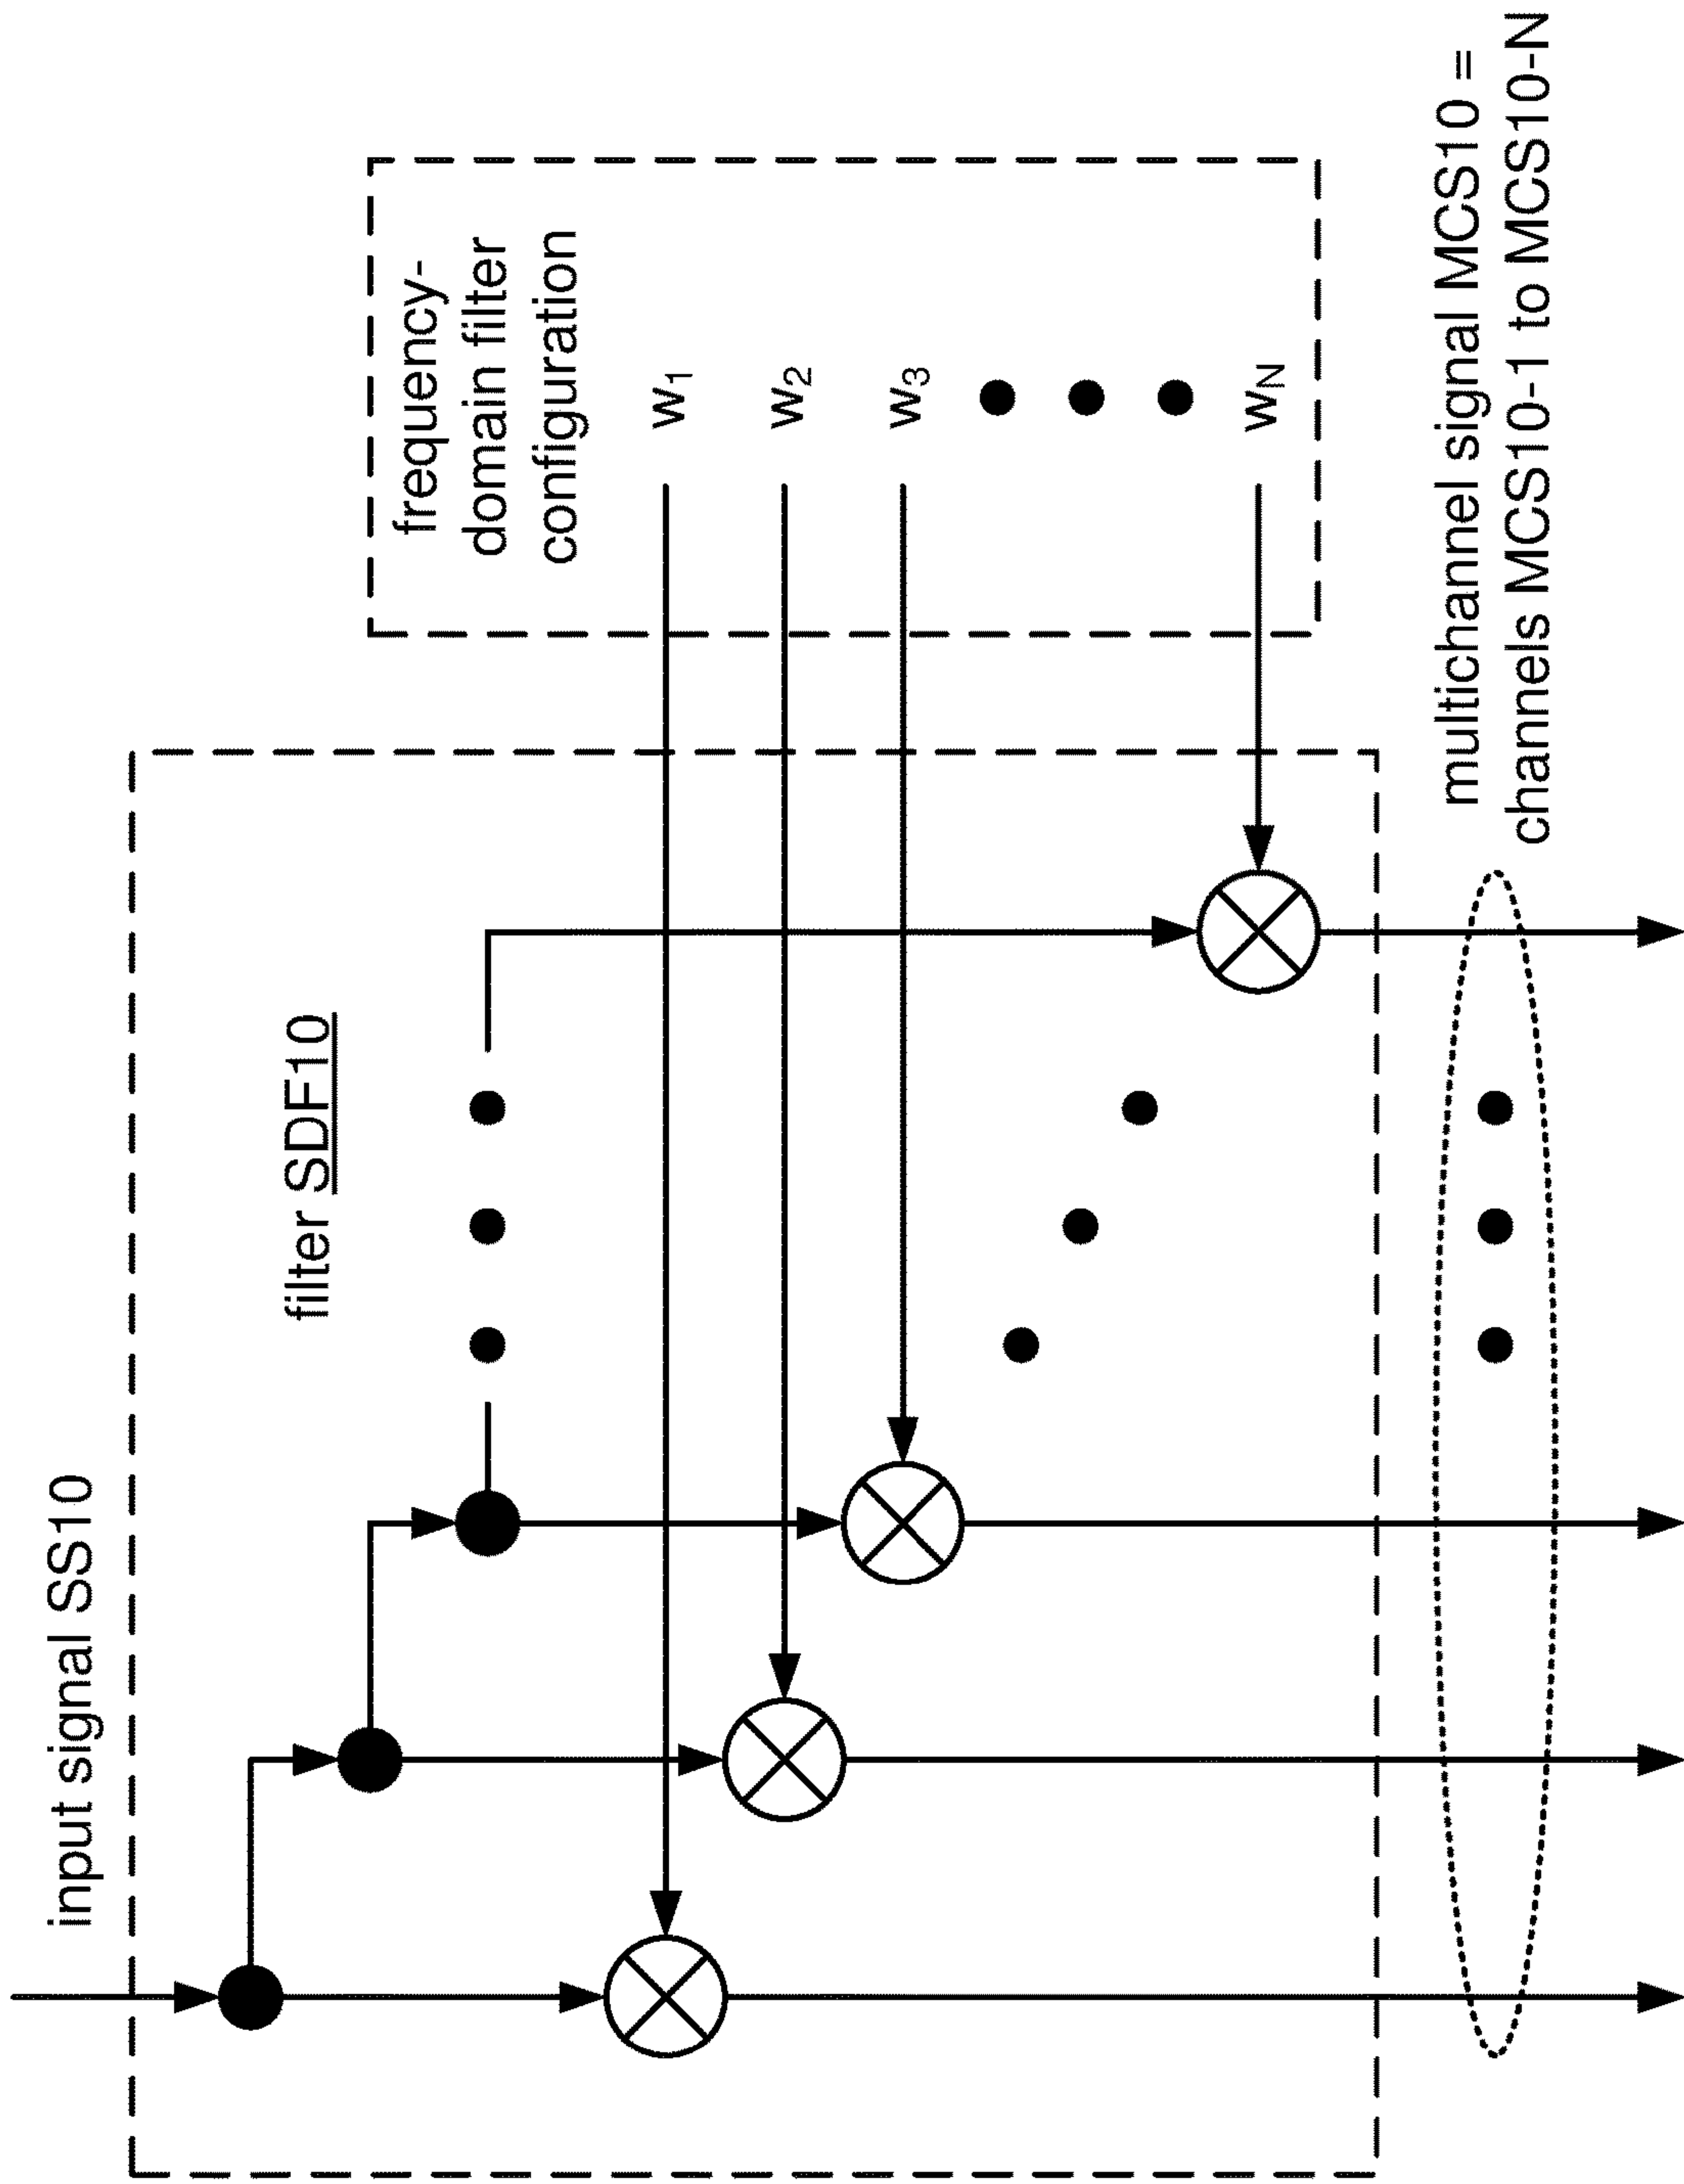 input signal SS10
filter SDF10
frequency-
domain filter
configuration
w1
w2
w3
wN
multichannel signal MCS10 =
channels MCS10-1 to MCS10-N